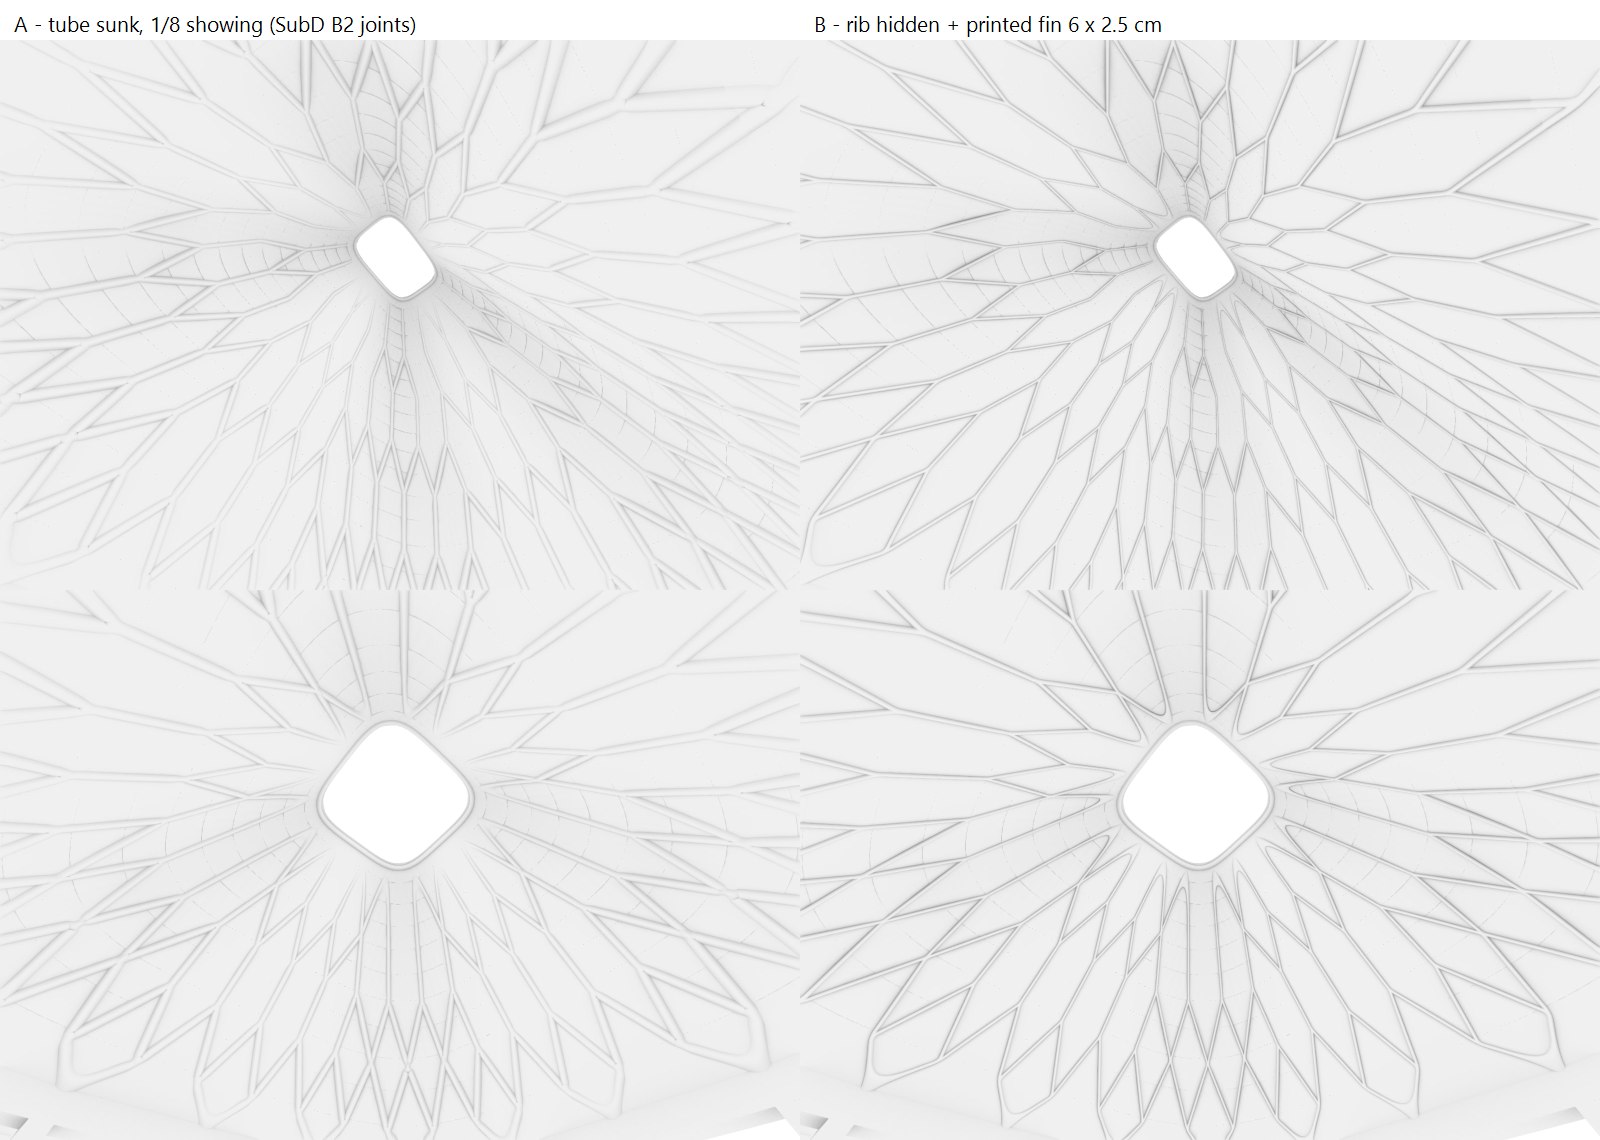 A - tube sunk, 1/8 showing (SubD B2 joints)
B - rib hidden + printed fin 6 x 2.5 cm